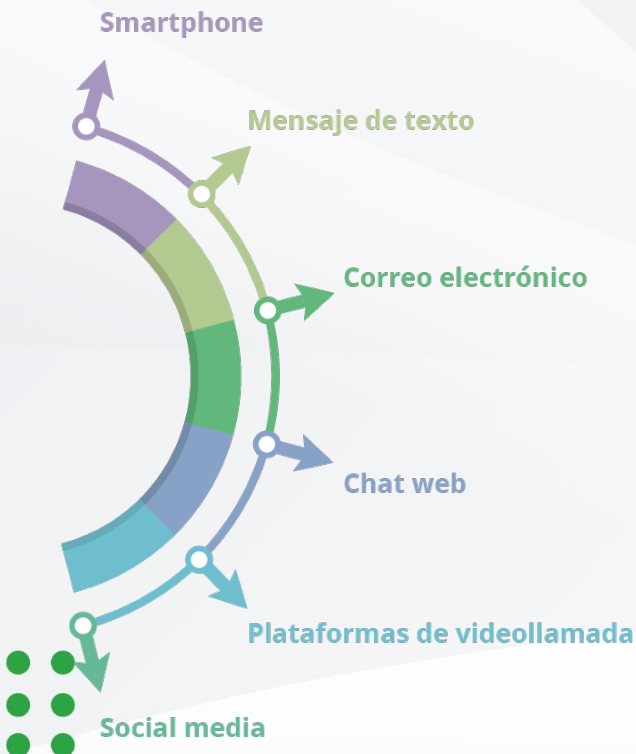 Smartphone
Mensaje de texto
Correo electrónico
Chat web
Plataformas de videollamada
Social media